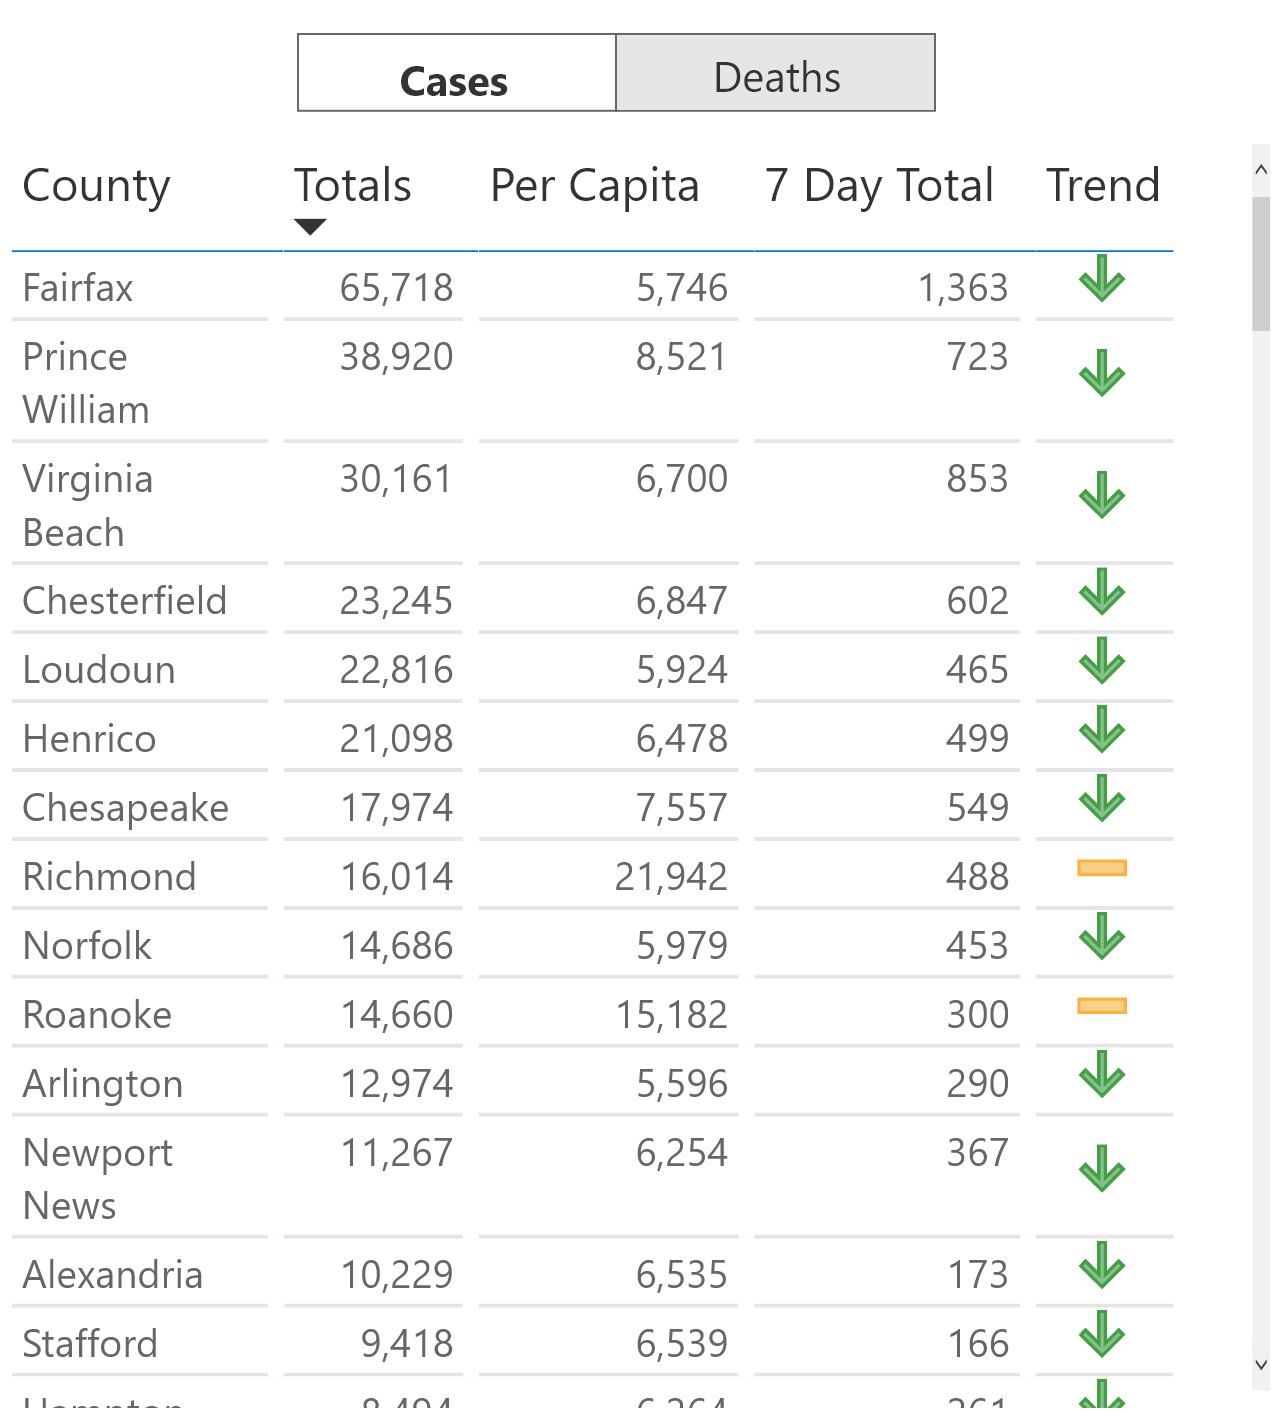 Cases Deaths
County Totals Per Capita 7 Day Total Trend
Fairfax 65,718 5,746 1,363
Prince 38,920 8,521 723
William
Virginia 30,161 6,700 853
Beach
Chesterfield 23,245 6,847 602
Loudoun 22,816 5,924 465
Henrico 21,098 6,478 499
Chesapeake 17,974 7,557 549
Richmond 16,014 21,942 488
Norfolk 14,686 5,979 453
Roanoke 14,660 15,182 300
Arlington 12,974 5,596 290
Newport 11,267 6,254 367
News
Alexandria 10,229 6,535 173
Stafford 9,418 6,539 166